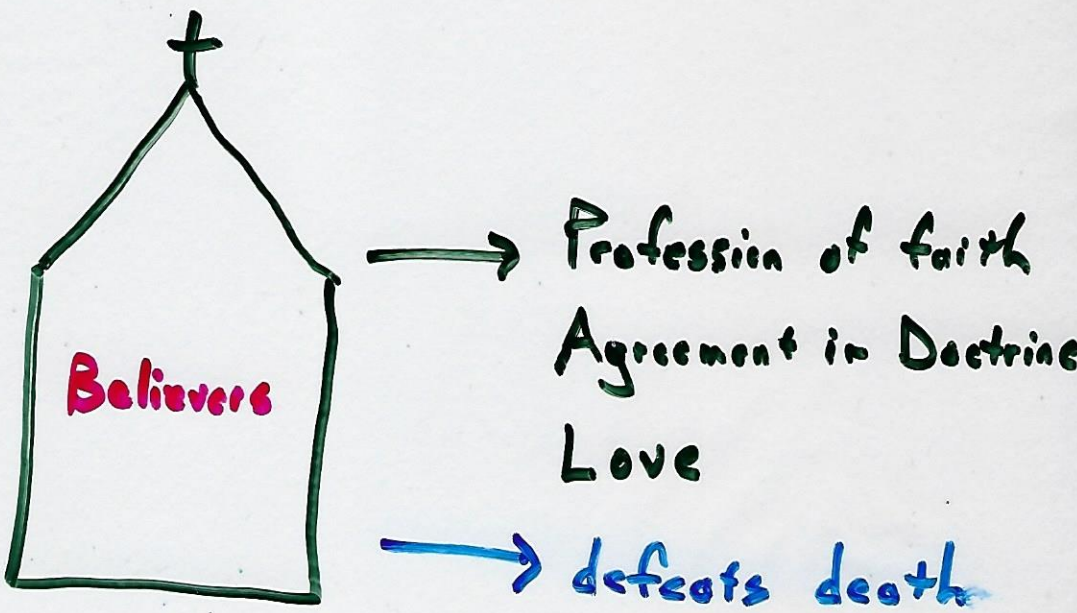 Profession of faith
Agreement in Doctrine
Believers
Love
defeats death